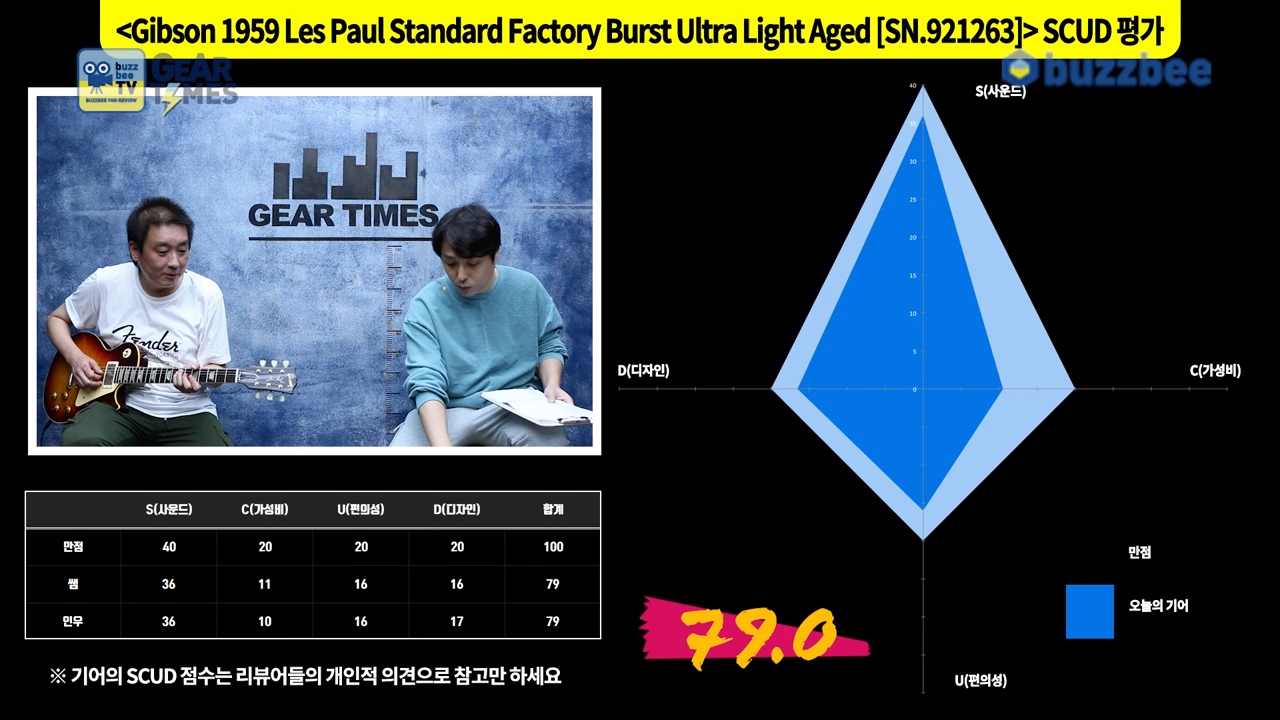 <Gibson 1959 Les Paul Standard Factory Burst Ultra Light Aged [SN.921263]> SCUD 평가
buzz
bee
TV
BUZZBEE YOU REVIEW
GEAR
TIMES
buzzbee
GEAR TIMES
Fender
S(사운드)
40
35
30
25
20
15
10
5
0
D(디자인)
C(가성비)
U(편의성)
S(사운드) C(가성비) U(편의성) D(디자인) 합계
만점 40 20 20 20 100
쌤 36 11 16 16 79
민우 36 10 16 17 79
79.0
만점
오늘의 기어
※ 기어의 SCUD 점수는 리뷰어들의 개인적 의견으로 참고만 하세요